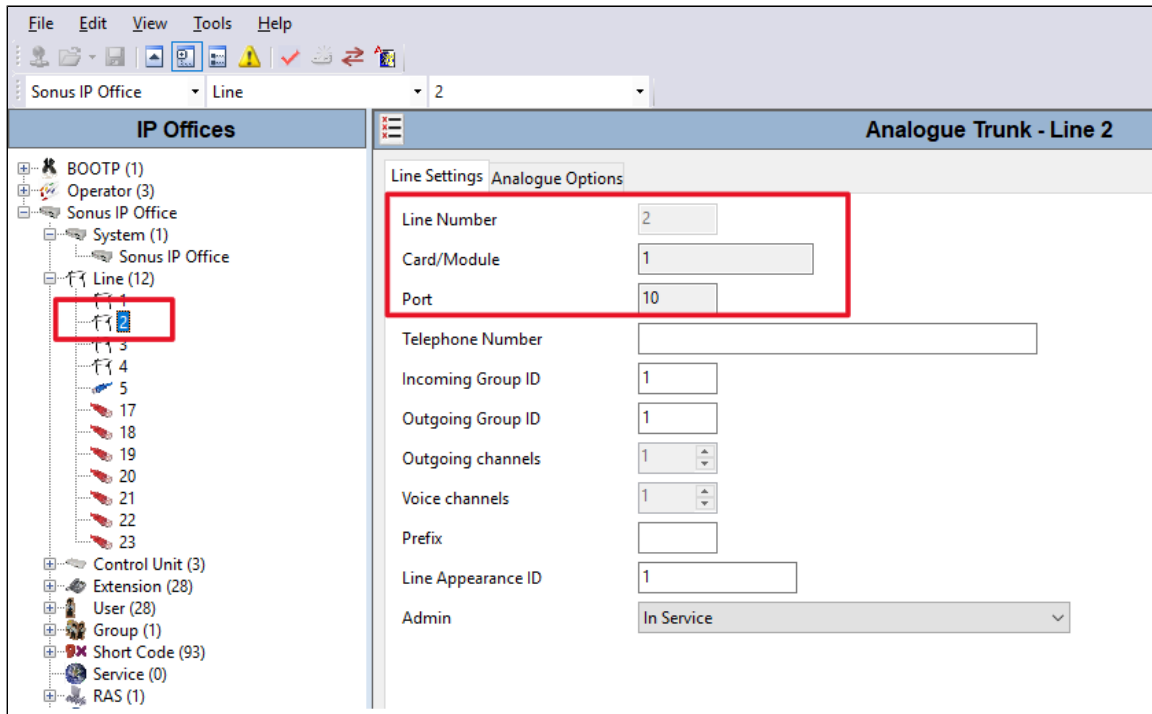 File Edit View Tools Help
Sonus IP Office Line 2
IP Offices
BOOTP (1)
Operator (3)
Sonus IP Office
System (1)
Sonus IP Office
Line (12)
1
2
3
4
5
17
18
19
20
21
22
23
Control Unit (3)
Extension (28)
User (28)
Group (1)
Short Code (93)
Service (0)
RAS (1)
Analogue Trunk - Line 2
Line Settings Analogue Options
Line Number 2
Card/Module 1
Port 10
Telephone Number
Incoming Group ID 1
Outgoing Group ID 1
Outgoing channels 1
Voice channels 1
Prefix
Line Appearance ID 1
Admin In Service